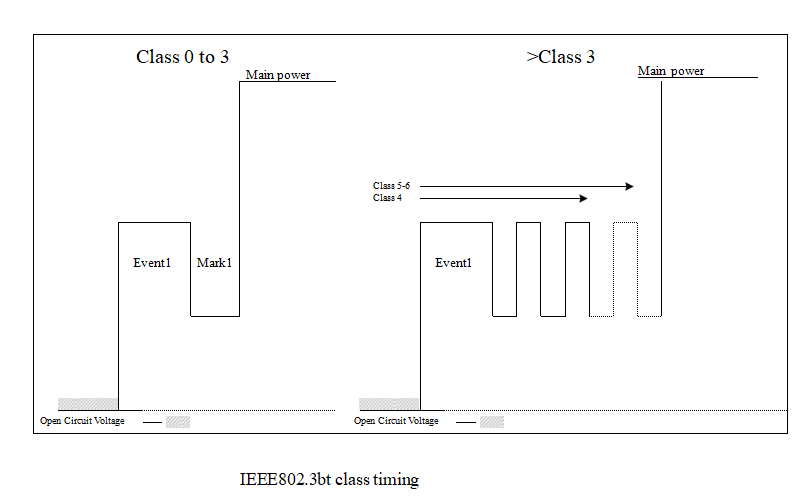 Class 0 to 3
>Class 3
Main power
Main power
Class 5-6
Class 4
Event1
Mark1
Event1
Open Circuit Voltage
Open Circuit Voltage
IEEE802.3bt class timing